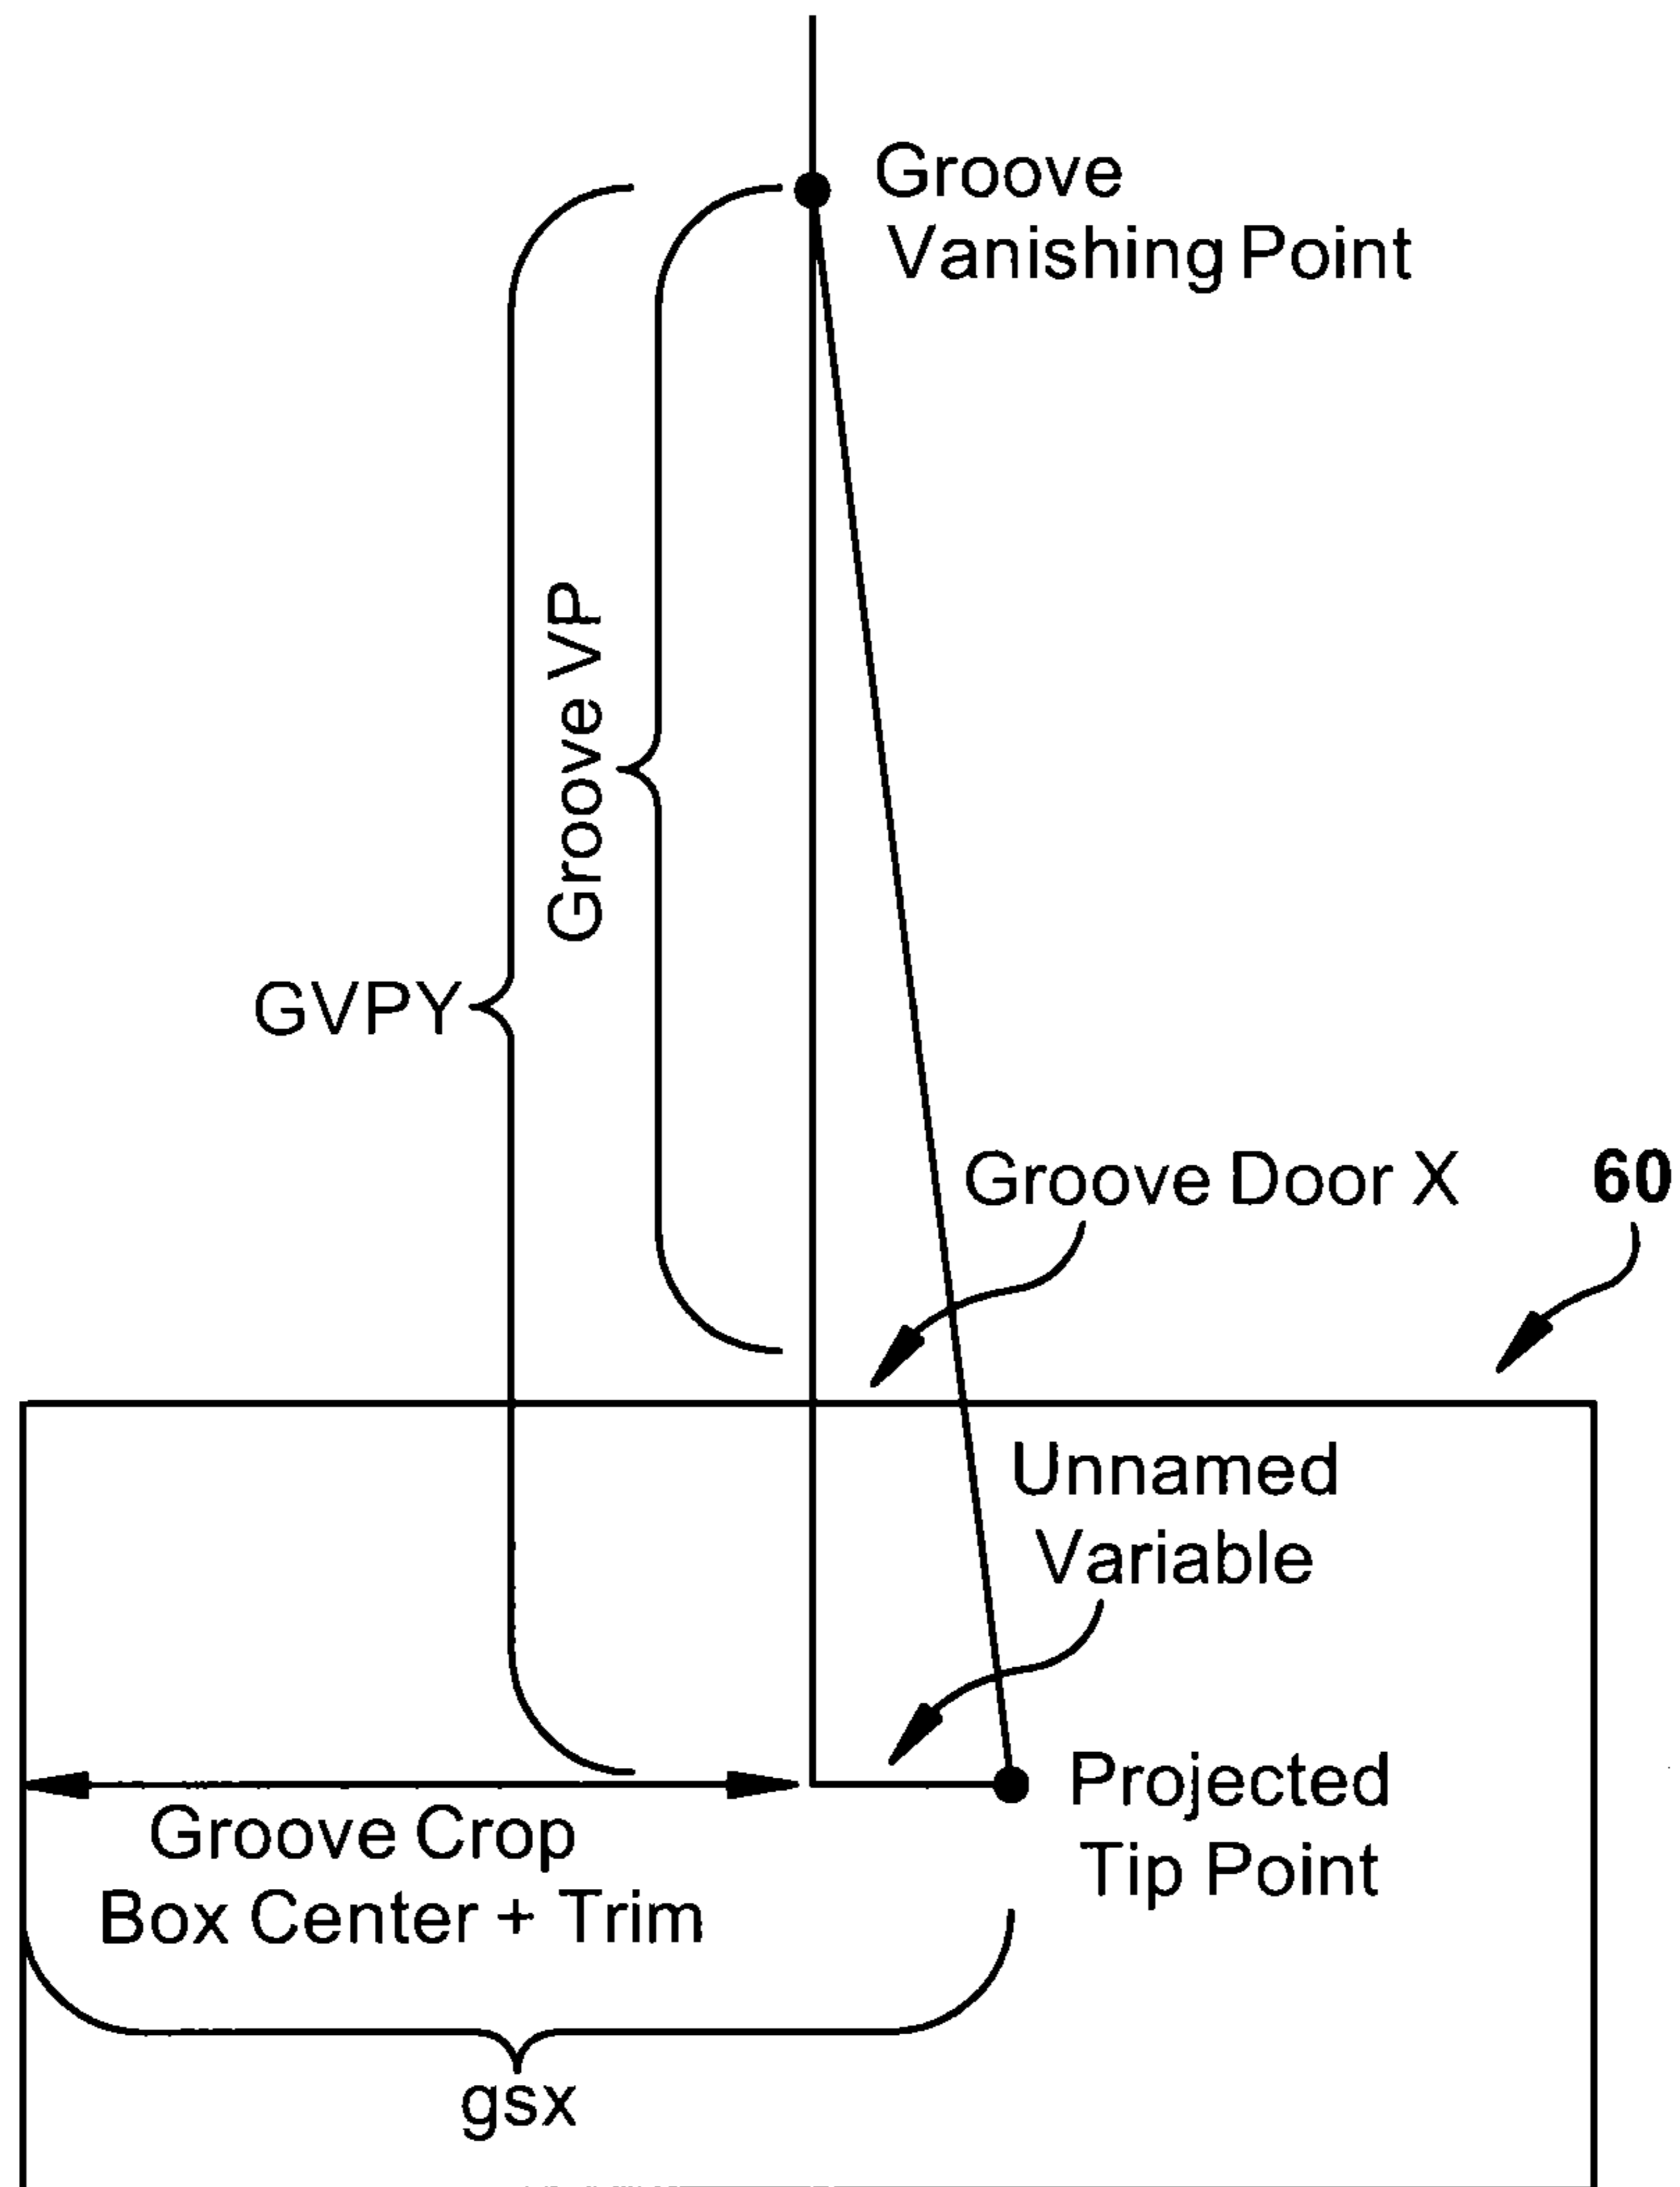 Groove
Vanishing Point
Groove VP
GVPY
Groove Door X
60
Unnamed
Variable
Projected
Tip Point
Groove Crop
Box Center + Trim
gsx